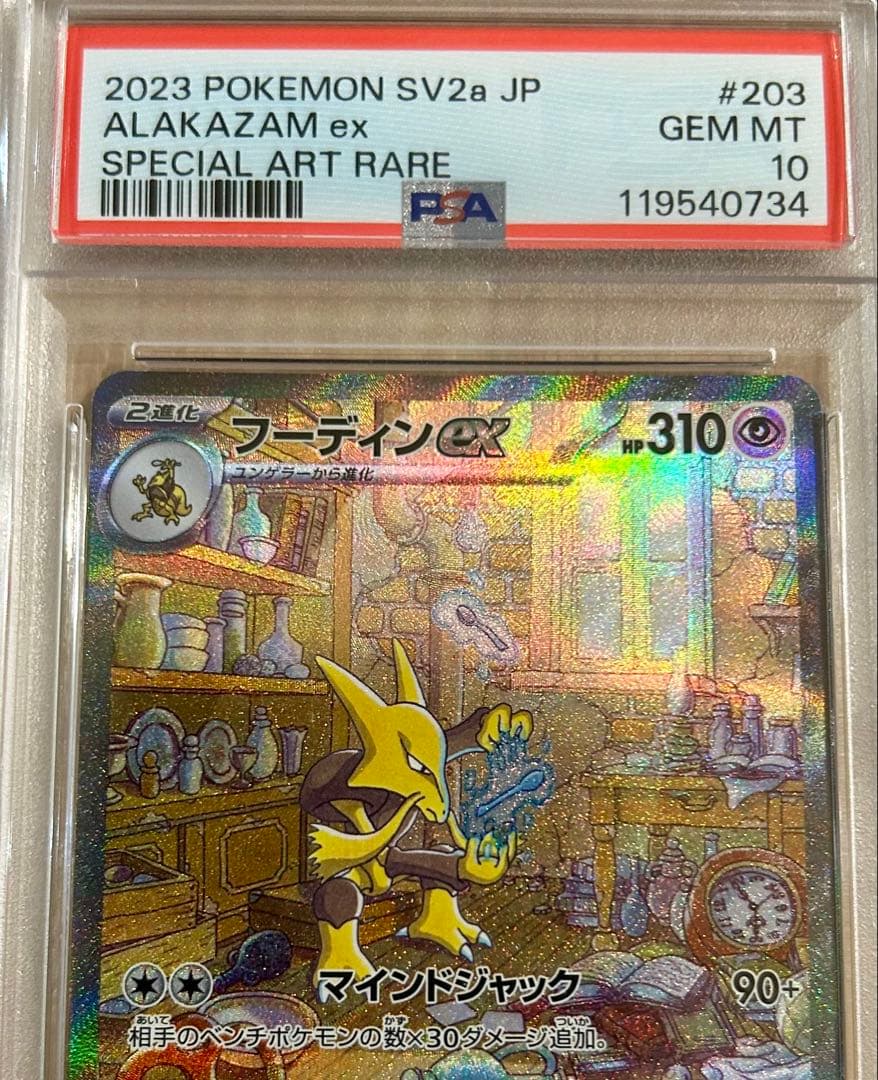 2023 POKEMON SV2a JP #203
ALAKAZAM ex GEM MT
SPECIAL ART RARE 10
PSA 119540734
2進化
フーディンex HP 310
ユンゲラーから進化
マインドジャック 90+
相手のベンチポケモンの数×30ダメージ追加。